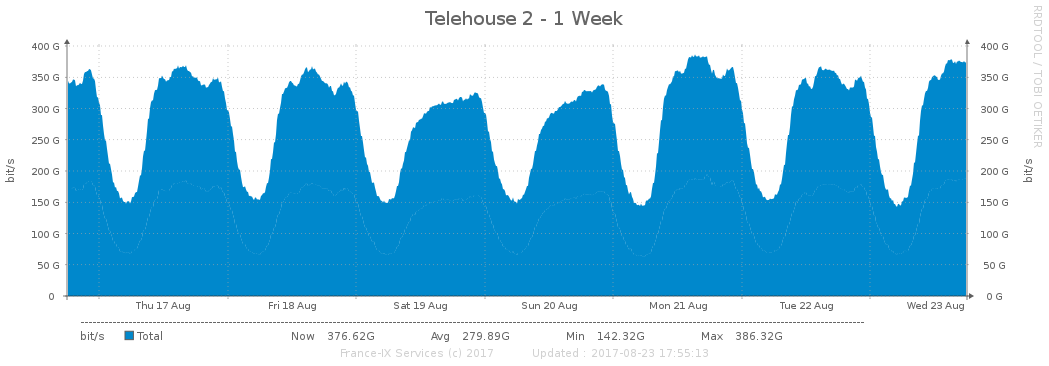 Telehouse 2 - 1 Week
RRDTOOL / TOBI OETIKER
400 G 400 G
350 G 350 G
300 G 300 G
250 G 250 G
200 G 200 G
150 G 150 G
100 G 100 G
50 G 50 G
0 0 G
bit/s bit/s
Thu 17 Aug Fri 18 Aug Sat 19 Aug Sun 20 Aug Mon 21 Aug Tue 22 Aug Wed 23 Aug
bit/s Total Now 376.62G Avg 279.89G Min 142.32G Max 386.32G
France-IX Services (c) 2017 Updated : 2017-08-23 17:55:13